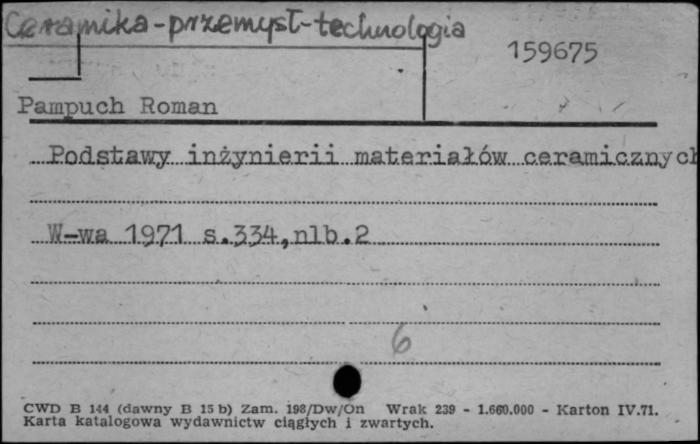 Ceramika-przemysł-technologia
159675
Pampuch Roman
Podstawy inżynierii materiałów ceramicznych
W-wa 1971 s.334,nlb.2
6
CWD B 144 (dawny B 15 b) Zam. 198/Dw/On Wrak 239 - 1.660.000 - Karton IV.71.
Karta katalogowa wydawnictw ciągłych i zwartych.